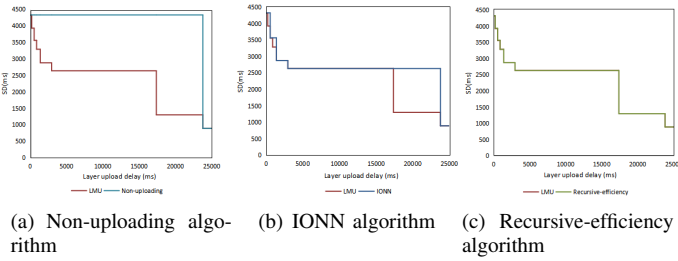 4500
4000
3500
3000
2500
2000
1500
1000
500
0
SD(ms)
0 5000 10000 15000 20000 25000
Layer upload delay (ms)
LMU Non-uploading
(a) Non-uploading algo-
rithm
4500
4000
3500
3000
2500
2000
1500
1000
500
0
SD(ms)
0 5000 10000 15000 20000 25000
Layer upload delay (ms)
LMU IONN
(b) IONN algorithm
4500
4000
3500
3000
2500
2000
1500
1000
500
0
SD(ms)
0 5000 10000 15000 20000 25000
Layer upload delay (ms)
LMU Recursive-efficiency
(c) Recursive-efficiency
algorithm